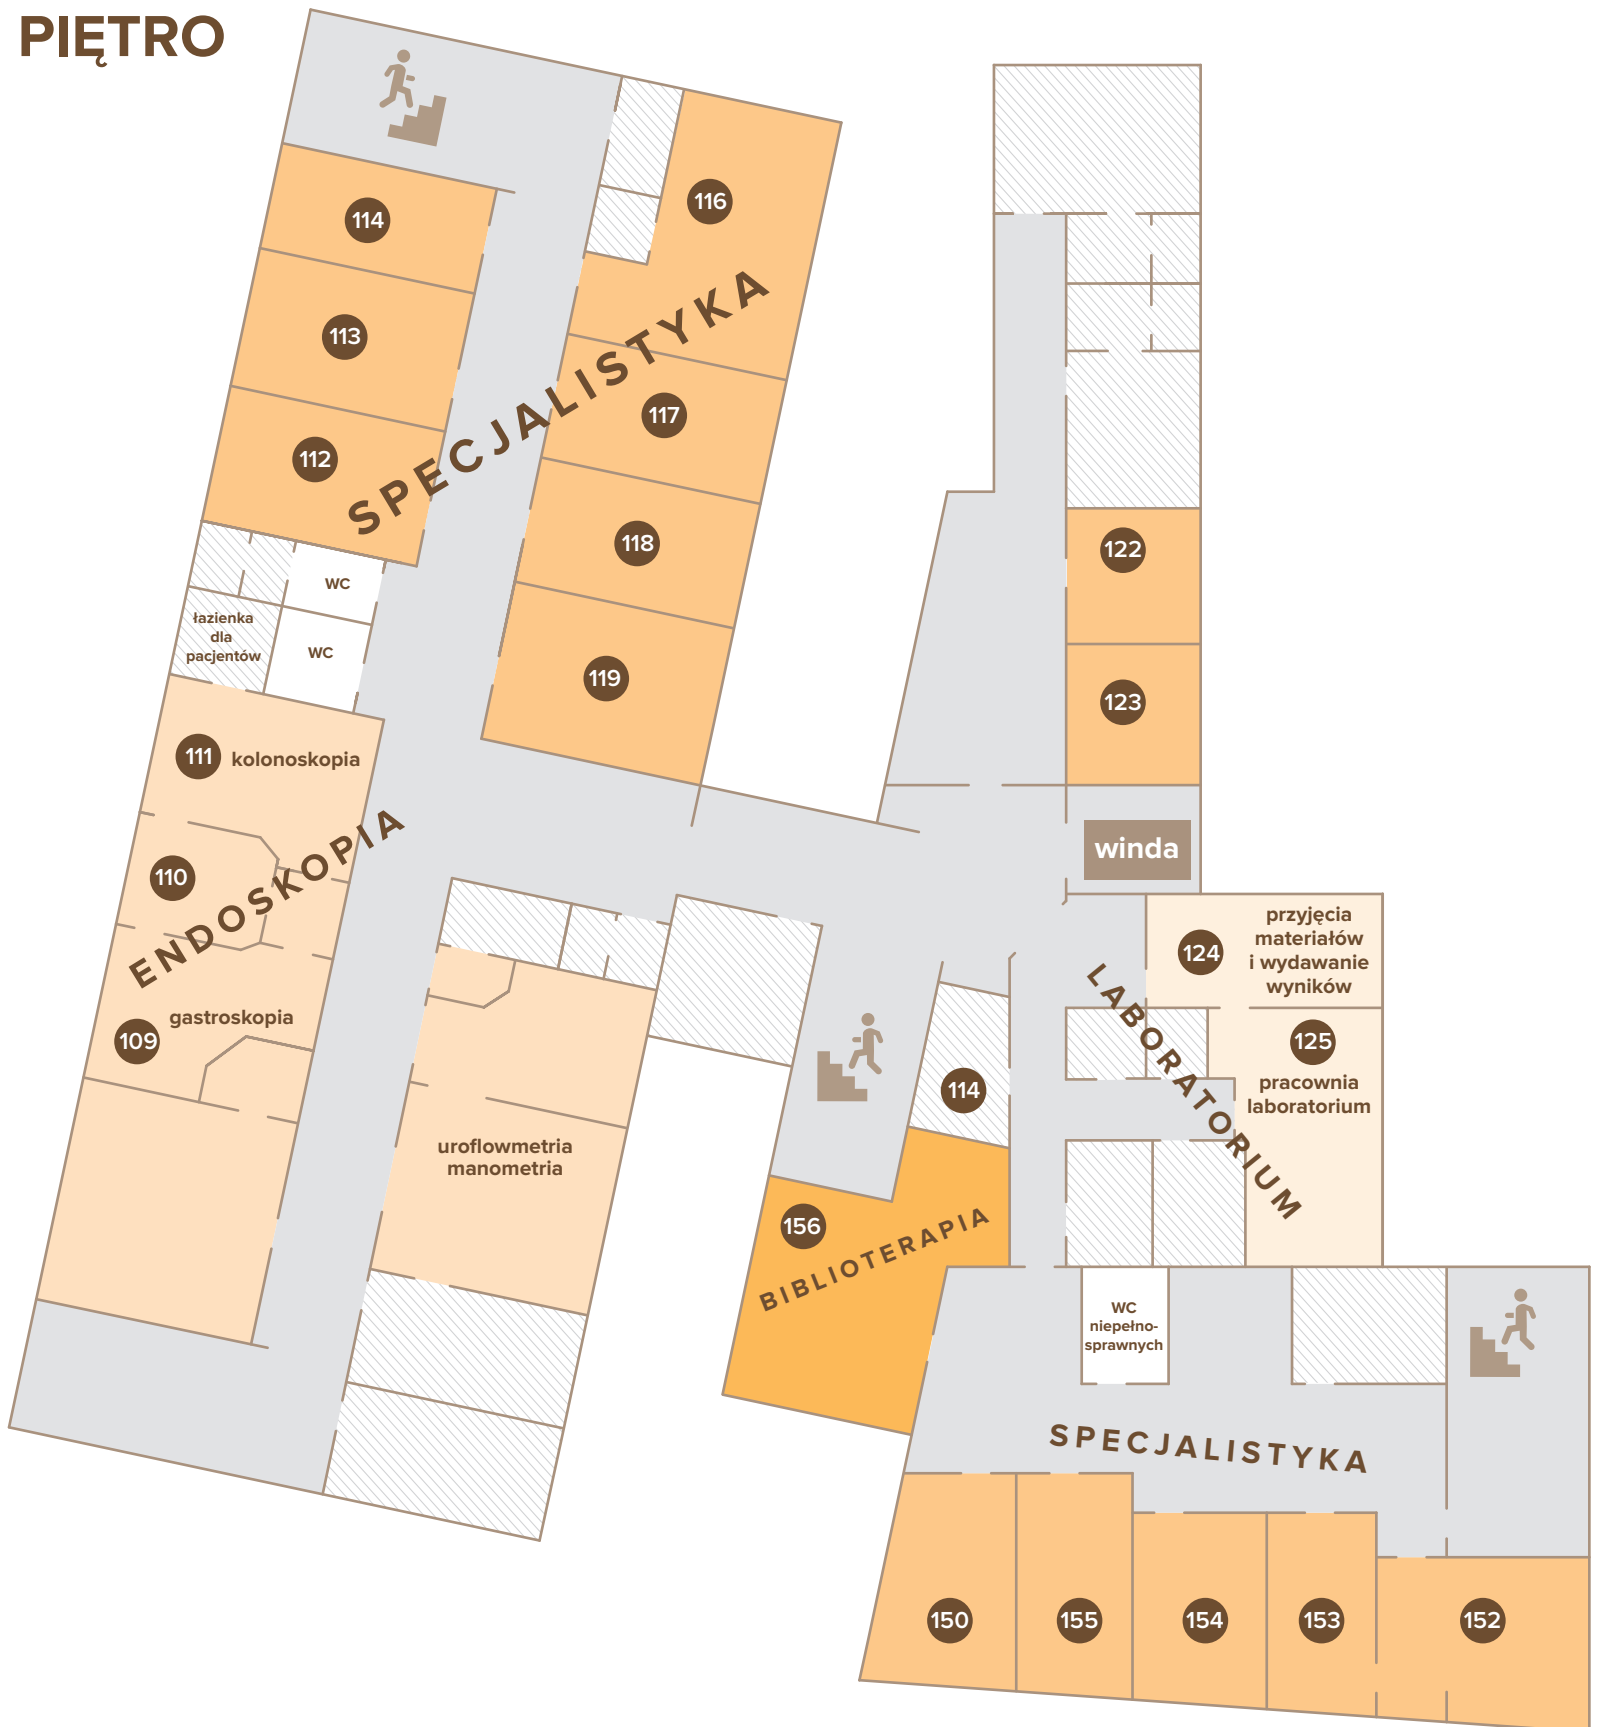 PIĘTRO
114
116
113
SPECJALISTYKA
117
112
118
122
WC
łazienka
dla
pacjentów
WC
119
123
111
kolonoskopia
ENDOSKOPIA
110
winda
gastroskopia
109
124
przyjęcia
materiałów
i wydawanie
wyników
LABORATORIUM
125
pracownia
laboratorium
114
uroflowmetria
manometria
156
BIBLIOTERAPIA
WC
niepełno-
sprawnych
SPECJALISTYKA
150
155
154
153
152